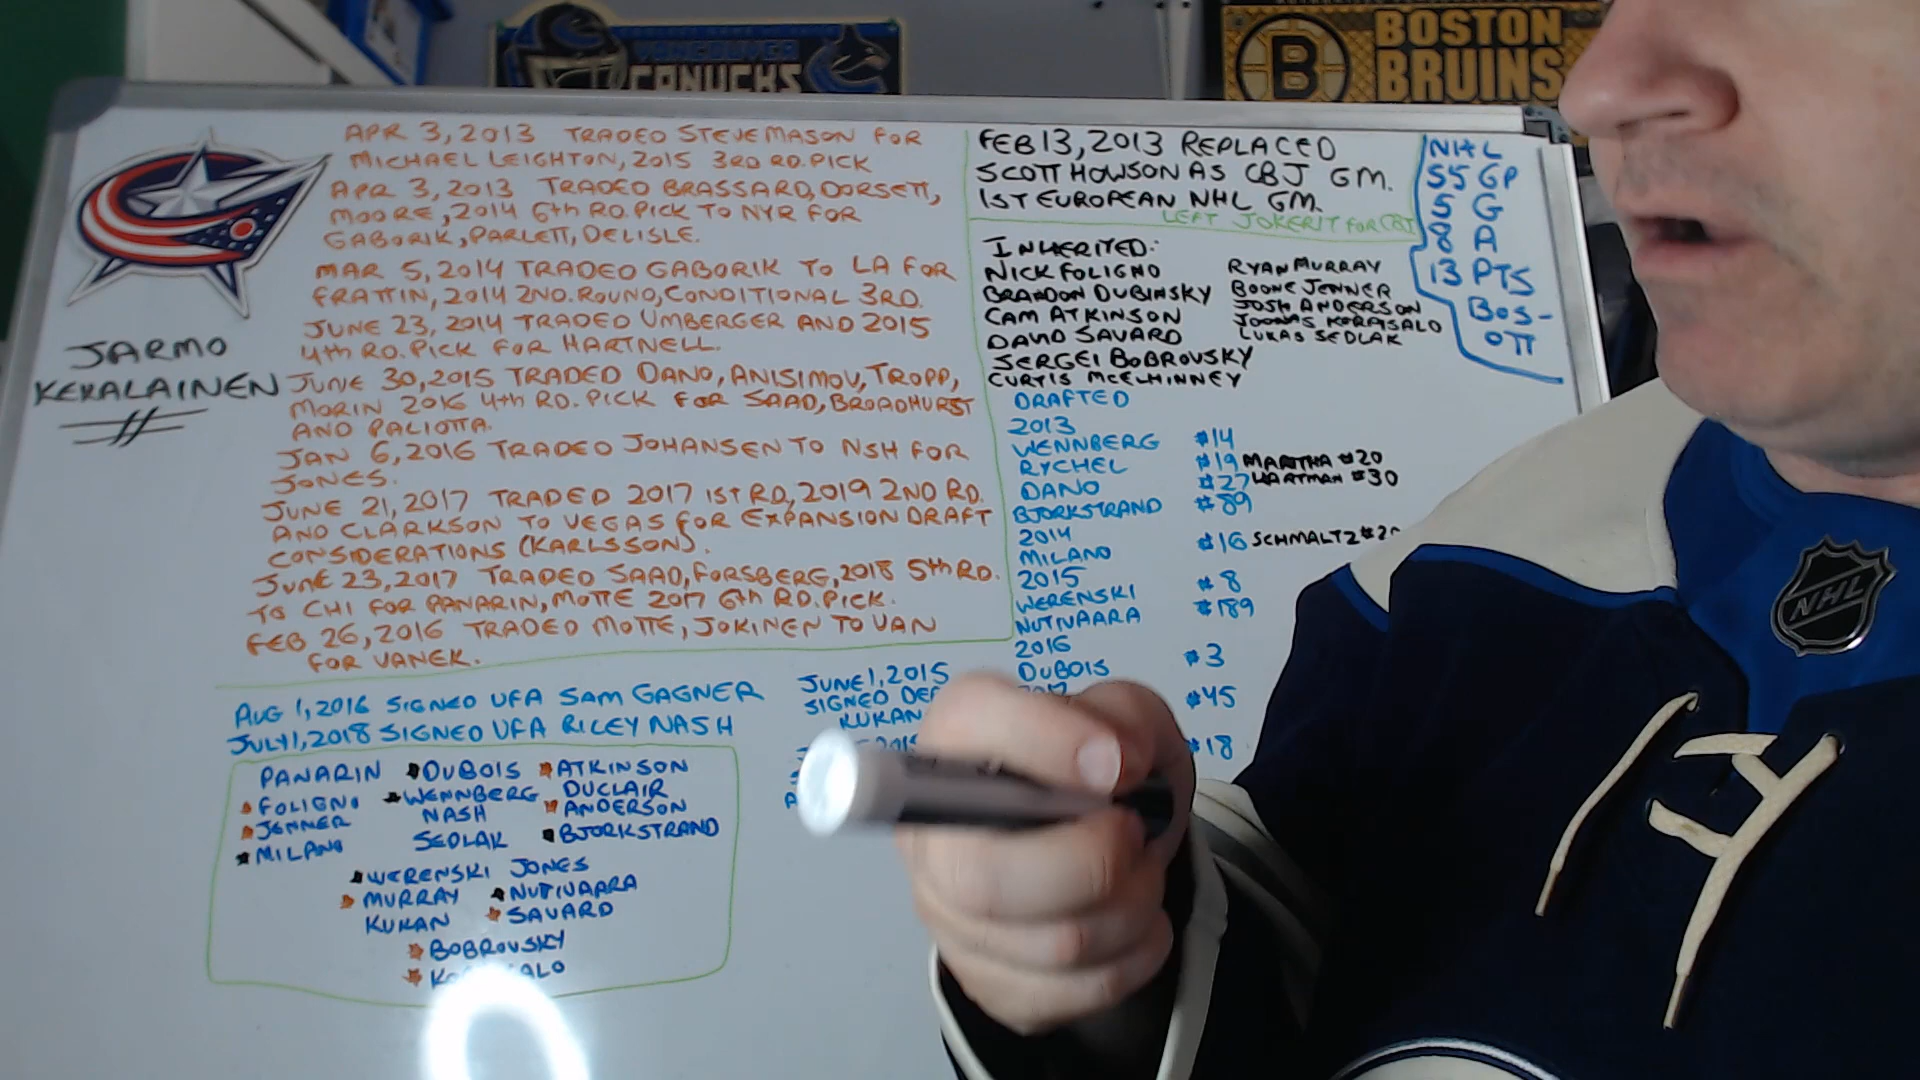 VANCOUVER
CANUCKS
BOSTON
BRUINS
B
NHL
JARMO
KEKALAINEN
APR 3, 2013 TRADED STEVE MASON FOR
MICHAEL LEIGHTON, 2015 3RD RD. PICK
APR 3, 2013 TRADED BRASSARD, DORSETT,
MOORE, 2014 6th RD. PICK TO NYR FOR
GABORIK, PARLETT, DELISLE.
MAR 5, 2014 TRADED GABORIK TO LA FOR
FRATTIN, 2014 2ND. ROUND, CONDITIONAL 3RD.
JUNE 23, 2014 TRADED UMBERGER AND 2015
4th RD. PICK FOR HARTNELL.
JUNE 30, 2015 TRADED DANO, ANISIMOV, TROPP,
MORIN 2016 4th RD. PICK FOR SAAD, BROADHURST
AND PALIOTTA.
JAN 6, 2016 TRADED JOHANSEN TO NSH FOR
JONES.
JUNE 21, 2017 TRADED 2017 1ST RD, 2019 2ND RD.
AND CLARKSON TO VEGAS FOR EXPANSION DRAFT
CONSIDERATIONS (KARLSSON).
JUNE 23, 2017 TRADED SAAD, FORSBERG, 2018 5th RD.
TO CHI FOR PANARIN, MOTTE 2017 6th RD. PICK.
FEB 26, 2016 TRADED MOTTE, JOKINEN TO VAN
FOR VANEK.
AUG 1, 2016 SIGNED UFA SAM GAGNER
JULY 1, 2018 SIGNED UFA RILEY NASH
JUNE 1, 2015
SIGNED
KUKAN
PANARIN DUBOIS ATKINSON
FOLIGNO WENNBERG DUCLAIR
JENNER NASH ANDERSON
MILANO SEDLAK BJORKSTRAND
WERENSKI JONES
MURRAY NUTIVAARA
KUKAN SAVARD
BOBROVSKY
FEB 13, 2013 REPLACED
SCOTT HOWSON AS CBJ GM.
1ST EUROPEAN NHL GM.
LEFT JOKERIT FOR CBJ
INHERITED:
NICK FOLIGNO RYAN MURRAY
BRANDON DUBINSKY BOONE JENNER
CAM ATKINSON JOSH ANDERSON
DAVID SAVARD JOONAS KORPISALO
SERGEI BOBROVSKY LUKAS SEDLAK
CURTIS McELHINNEY
DRAFTED
2013
WENNBERG #14
RYCHEL #19 MANTHA #20
DANO #27 HARTMAN #30
BJORKSTRAND #89
2014
MILANO #16 SCHMALTZ #20
2015
WERENSKI #8
NUTIVAARA #189
2016
DUBOIS #3
2017
#45
#18
NHL
55 GP
5 G
8 A
13 PTS
BOS-
OTT